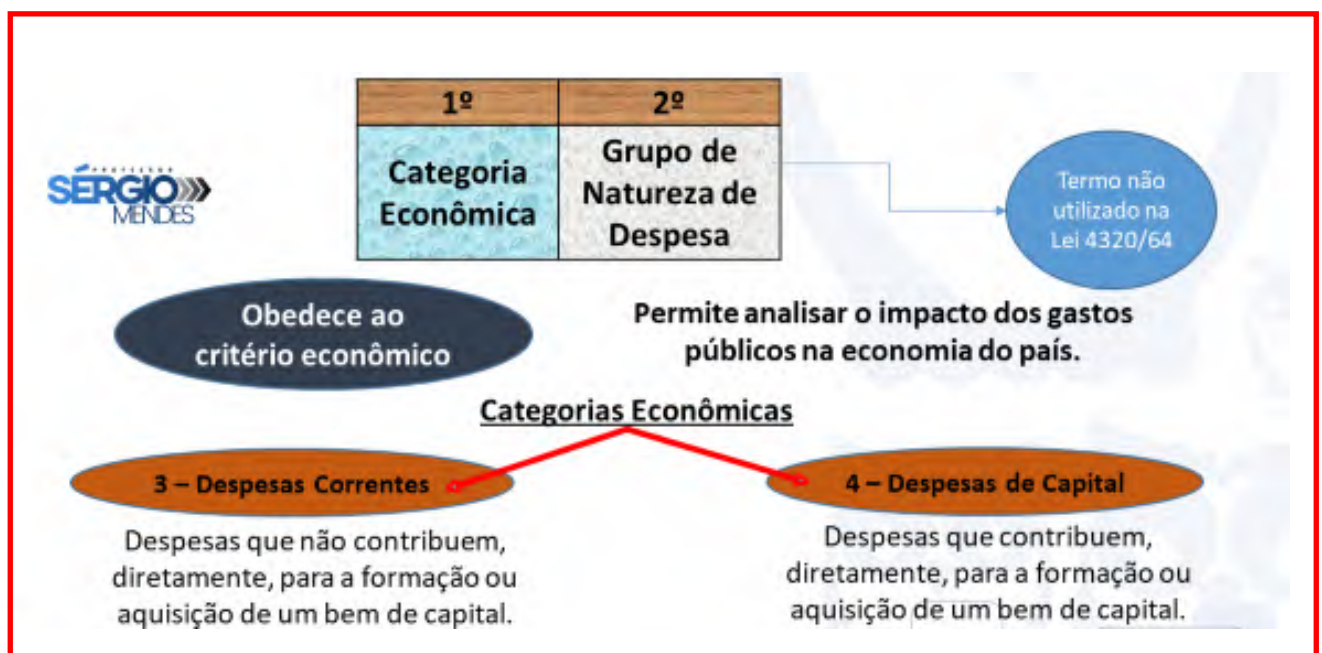 1º 2º
Categoria
Econômica
Grupo de
Natureza de
Despesa
Termo não
utilizado na
Lei 4320/64
PROFESSOR
SÉRGIO
MENDES
Obedece ao
critério econômico
Permite analisar o impacto dos gastos
públicos na economia do país.
Categorias Econômicas
3 – Despesas Correntes
Despesas que não contribuem,
diretamente, para a formação ou
aquisição de um bem de capital.
4 – Despesas de Capital
Despesas que contribuem,
diretamente, para a formação ou
aquisição de um bem de capital.